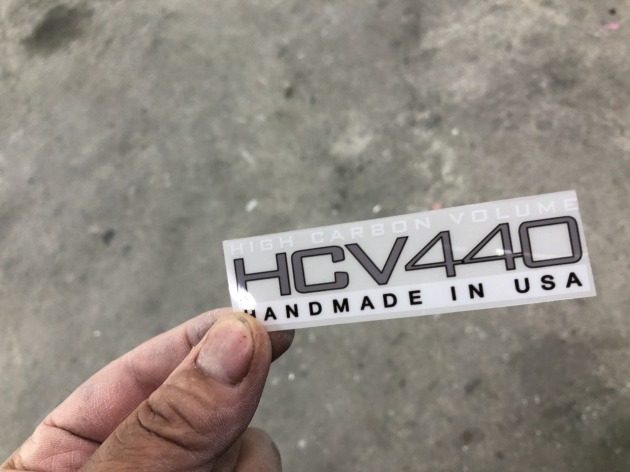 HIGH CARBON VOLUME
HCV440
HANDMADE IN USA